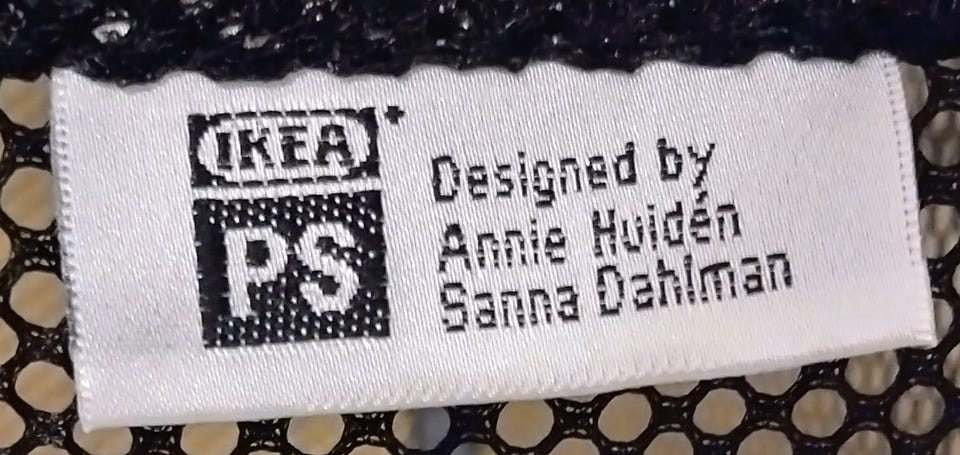 IKEA
PS
Designed by
Annie Huldén
Sanna Dahlman